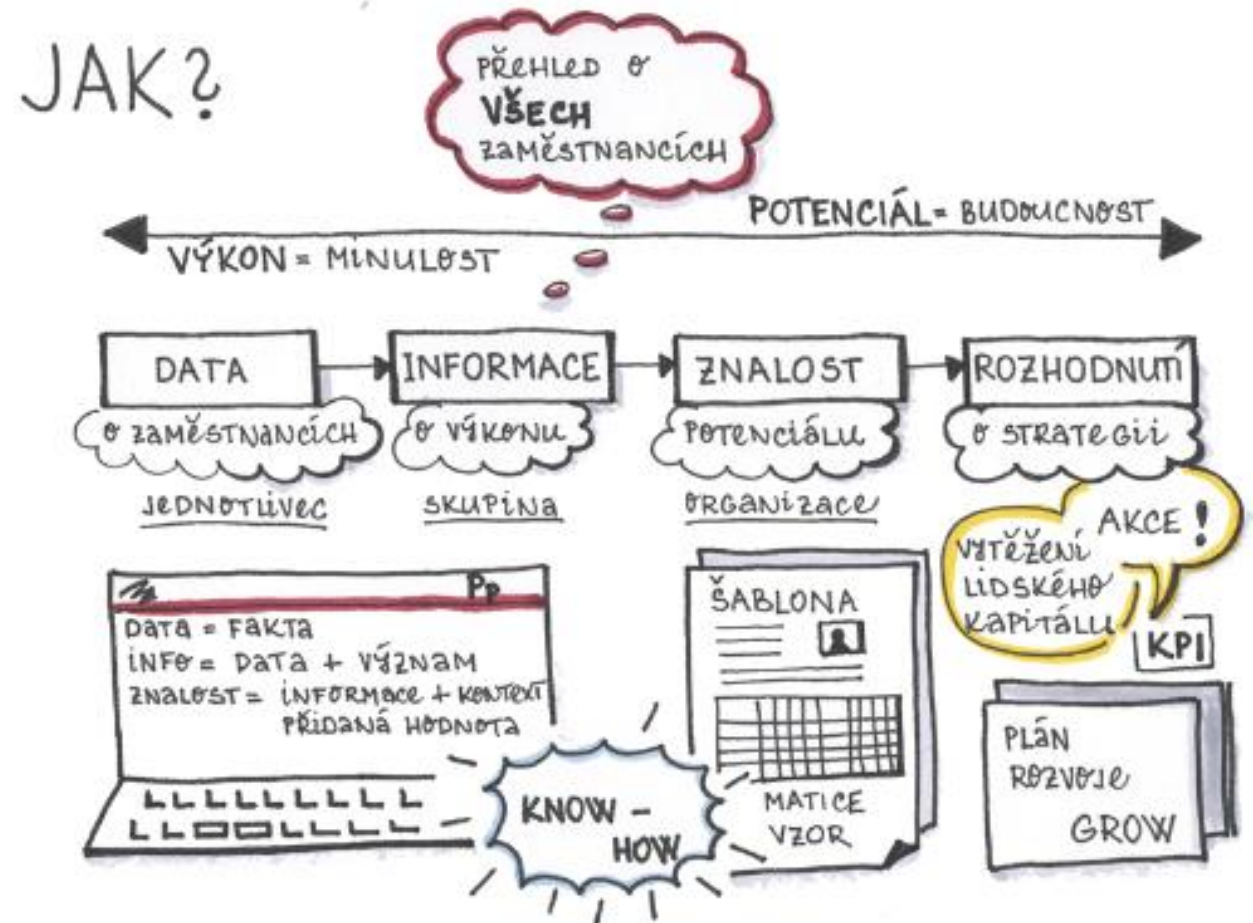 JAK?
PŘEHLED O
VŠECH
ZAMĚSTNANCÍCH
POTENCIÁL = BUDOUCNOST
VÝKON = MINULOST
DATA
INFORMACE
ZNALOST
ROZHODNUTÍ
O ZAMĚSTNANCÍCH
O VÝKONU
POTENCIÁLU
O STRATEGII
JEDNOTLIVEC
SKUPINA
ORGANIZACE
AKCE!
VYTĚŽENÍ
LIDSKÉHO
KAPITÁLU
KPI
Pp
DATA = FAKTA
INFO = DATA + VÝZNAM
ZNALOST = INFORMACE + KONTEXT
PŘIDANÁ HODNOTA
KNOW-
HOW
ŠABLONA
MATICE
VZOR
PLÁN
ROZVOJE
GROW